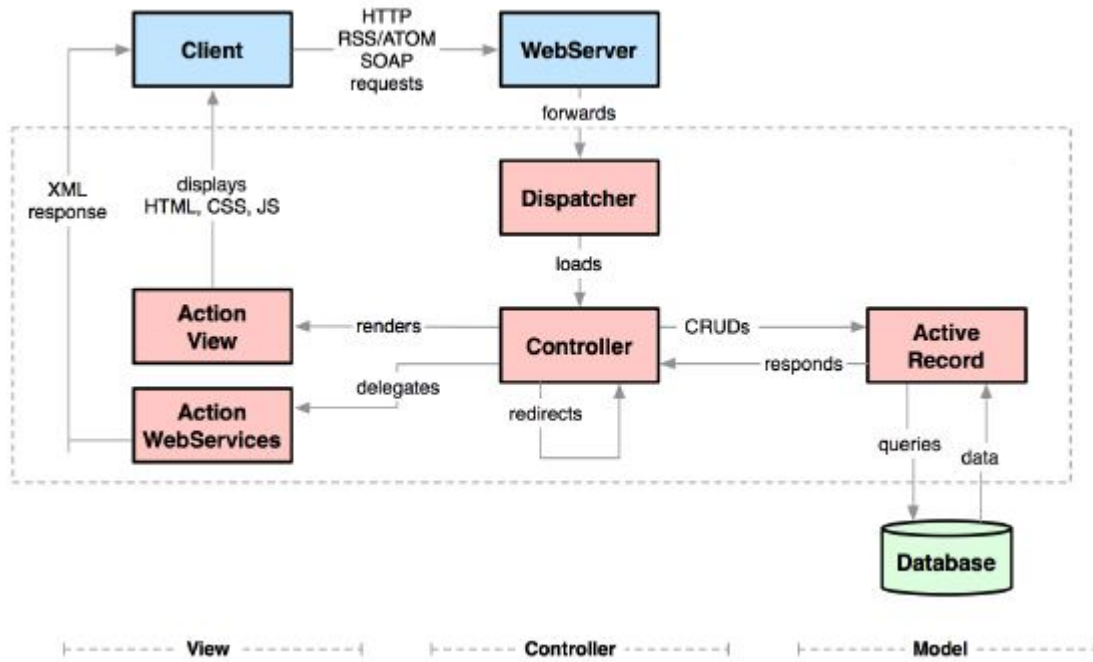 HTTP
RSS/ATOM
SOAP
requests
Client
WebServer
forwards
XML
response
displays
HTML, CSS, JS
Dispatcher
loads
Action
View
renders
Controller
CRUDs
responds
Active
Record
delegates
redirects
Action
WebServices
queries
data
Database
View
Controller
Model